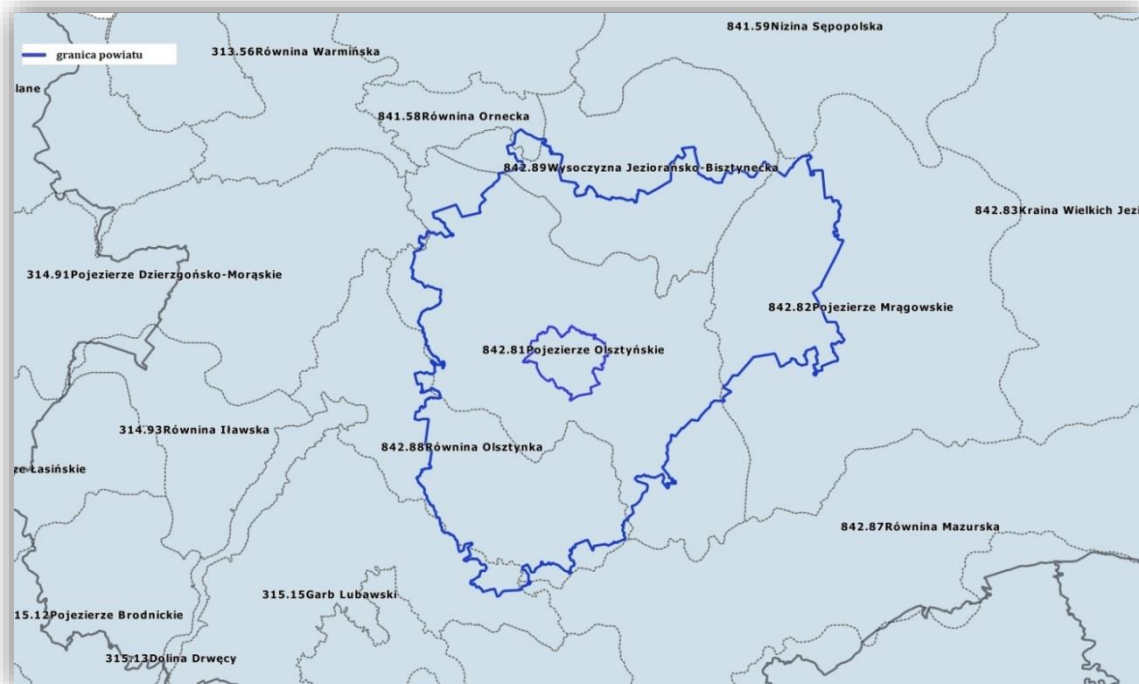 841.59Nizina Sępopolska
313.56Równina Warmińska
granica powiatu
lane
841.58Równina Ornecka
842.89Wysoczyzna Jeziorańsko-Bisztynecka
842.83Kraina Wielkich Jezi
314.91Pojezierze Dzierzgońsko-Morąskie
842.82Pojezierze Mrągowskie
842.81Pojezierze Olsztyńskie
314.93Równina Iławska
842.88Równina Olsztynka
ze Łasińskie
842.87Równina Mazurska
315.15Garb Lubawski
15.12Pojezierze Brodnickie
315.13Dolina Drwęcy